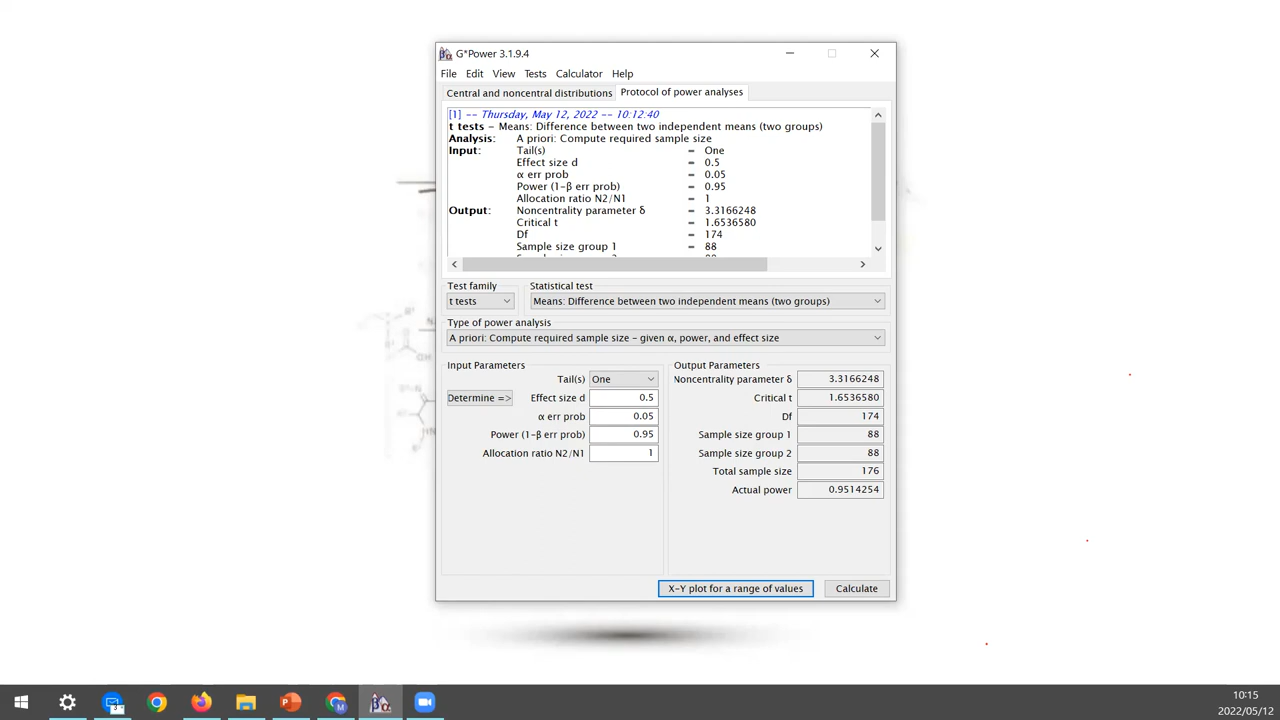 G*Power 3.1.9.4
File Edit View Tests Calculator Help
Central and noncentral distributions Protocol of power analyses
[1] -- Thursday, May 12, 2022 -- 10:12:40
t tests – Means: Difference between two independent means (two groups)
Analysis: A priori: Compute required sample size
Input: Tail(s) = One
Effect size d = 0.5
α err prob = 0.05
Power (1-β err prob) = 0.95
Allocation ratio N2/N1 = 1
Output: Noncentrality parameter δ = 3.3166248
Critical t = 1.6536580
Df = 174
Sample size group 1 = 88
Test family Statistical test
t tests Means: Difference between two independent means (two groups)
Type of power analysis
A priori: Compute required sample size – given α, power, and effect size
Input Parameters Output Parameters
Tail(s) One Noncentrality parameter δ 3.3166248
Determine => Effect size d 0.5 Critical t 1.6536580
α err prob 0.05 Df 174
Power (1-β err prob) 0.95 Sample size group 1 88
Allocation ratio N2/N1 1 Sample size group 2 88
Total sample size 176
Actual power 0.9514254
X-Y plot for a range of values Calculate
10:15
2022/05/12